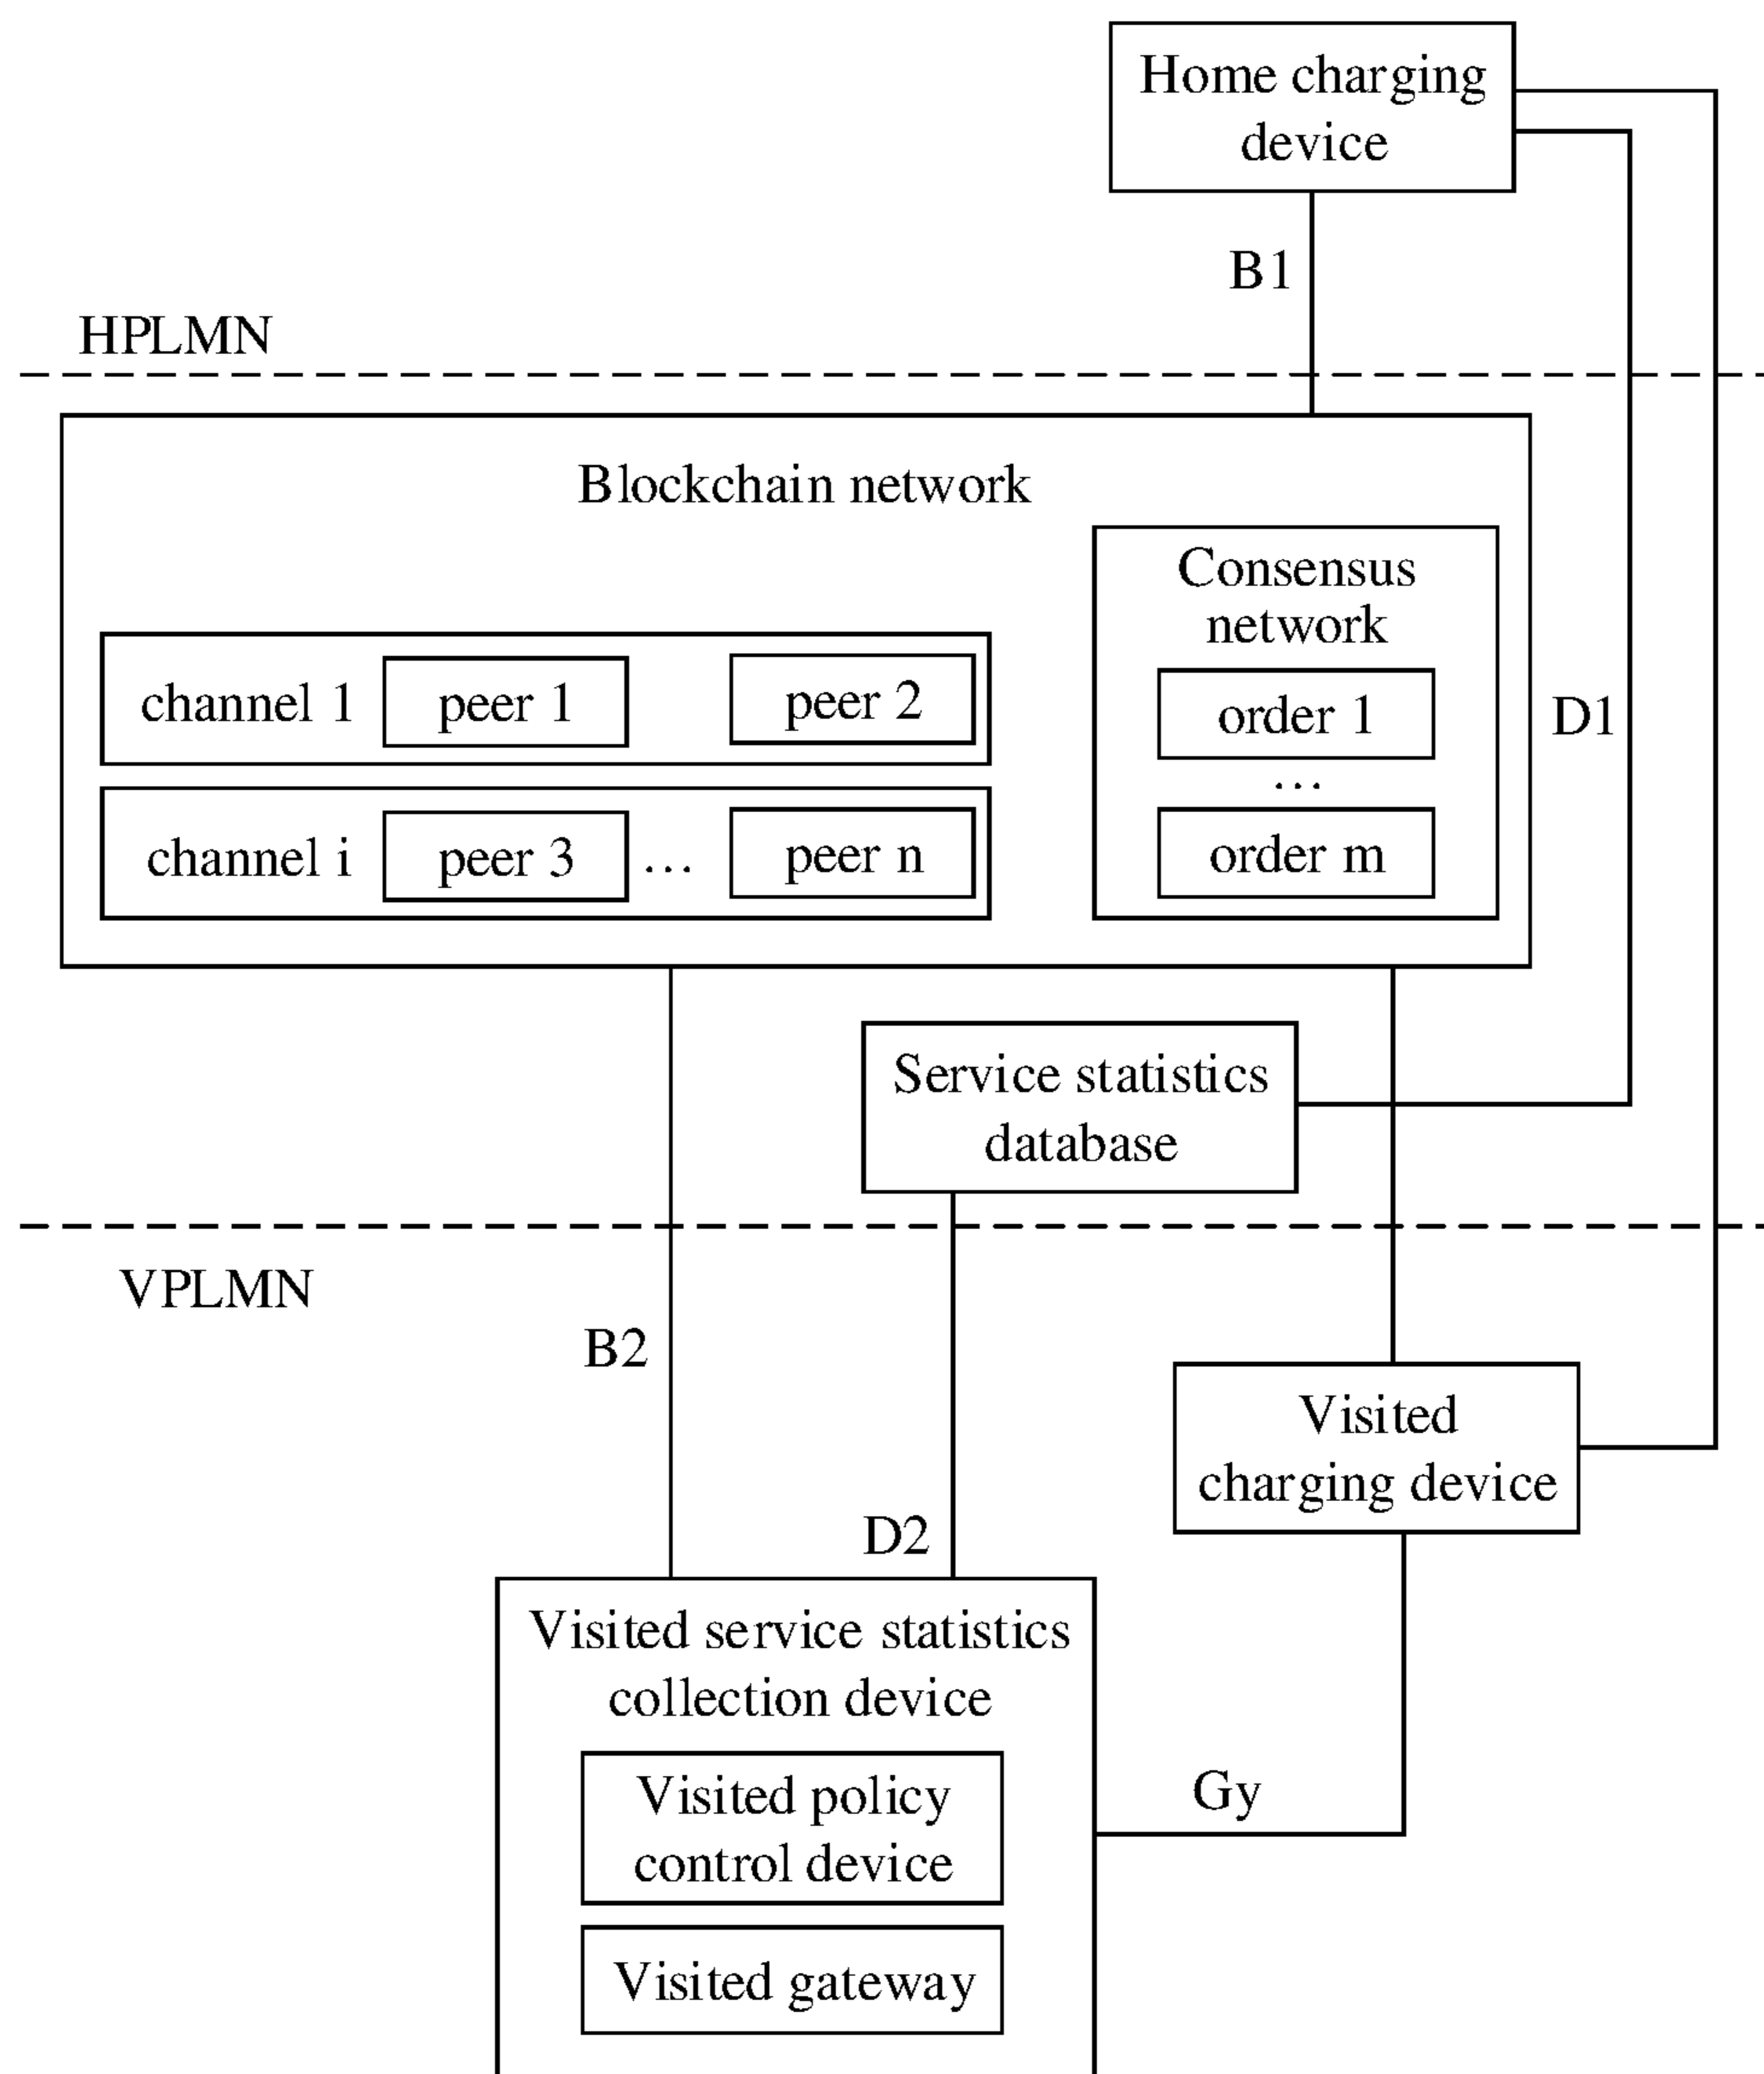 Home charging
device
B1
HPLMN
Blockchain network
Consensus
network
channel 1
peer 1
peer 2
order 1
...
D1
channel i
peer 3
...
peer n
order m
Service statistics
database
VPLMN
B2
Visited
charging device
D2
Visited service statistics
collection device
Visited policy
control device
Gy
Visited gateway